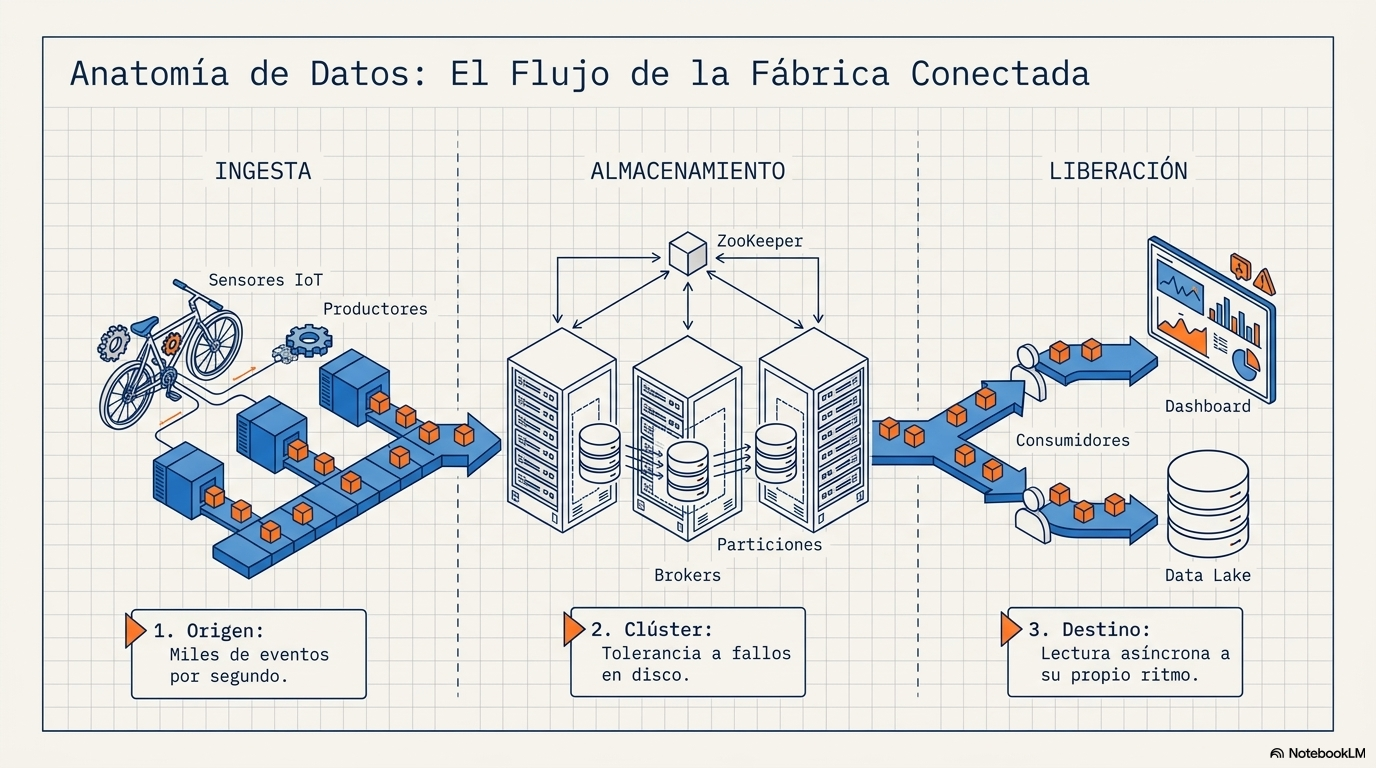 Anatomía de Datos: El Flujo de la Fábrica Conectada
INGESTA
Sensores IoT
Productores
1. Origen:
Miles de eventos
por segundo.
ALMACENAMIENTO
ZooKeeper
Particiones
Brokers
2. Clúster:
Tolerancia a fallos
en disco.
LIBERACIÓN
Dashboard
Consumidores
Data Lake
3. Destino:
Lectura asíncrona a
su propio ritmo.
NotebookLM